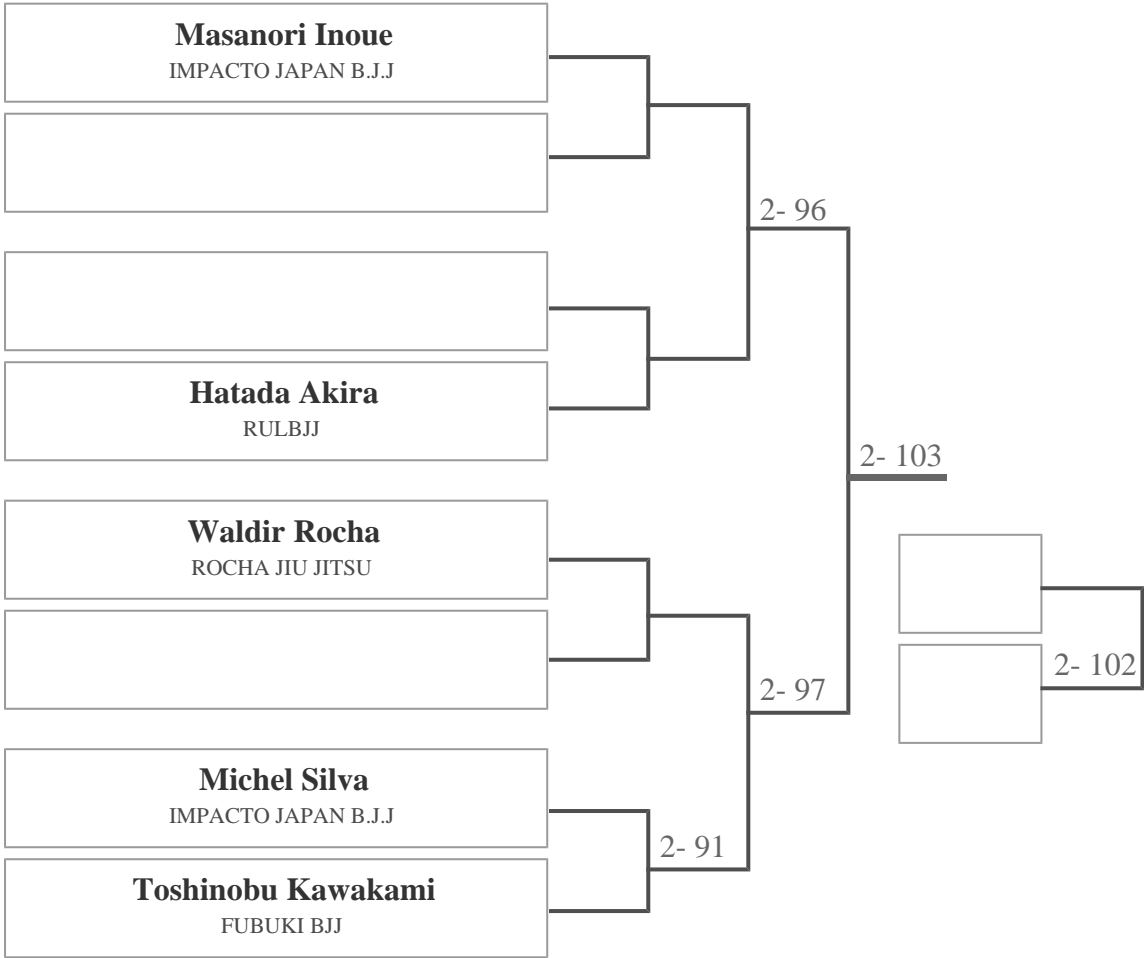 Masanori Inoue
IMPACTO JAPAN B.J.J
2- 96
Hatada Akira
RULBJJ
2- 103
Waldir Rocha
ROCHA JIU JITSU
2- 102
2- 97
Michel Silva
IMPACTO JAPAN B.J.J
2- 91
Toshinobu Kawakami
FUBUKI BJJ